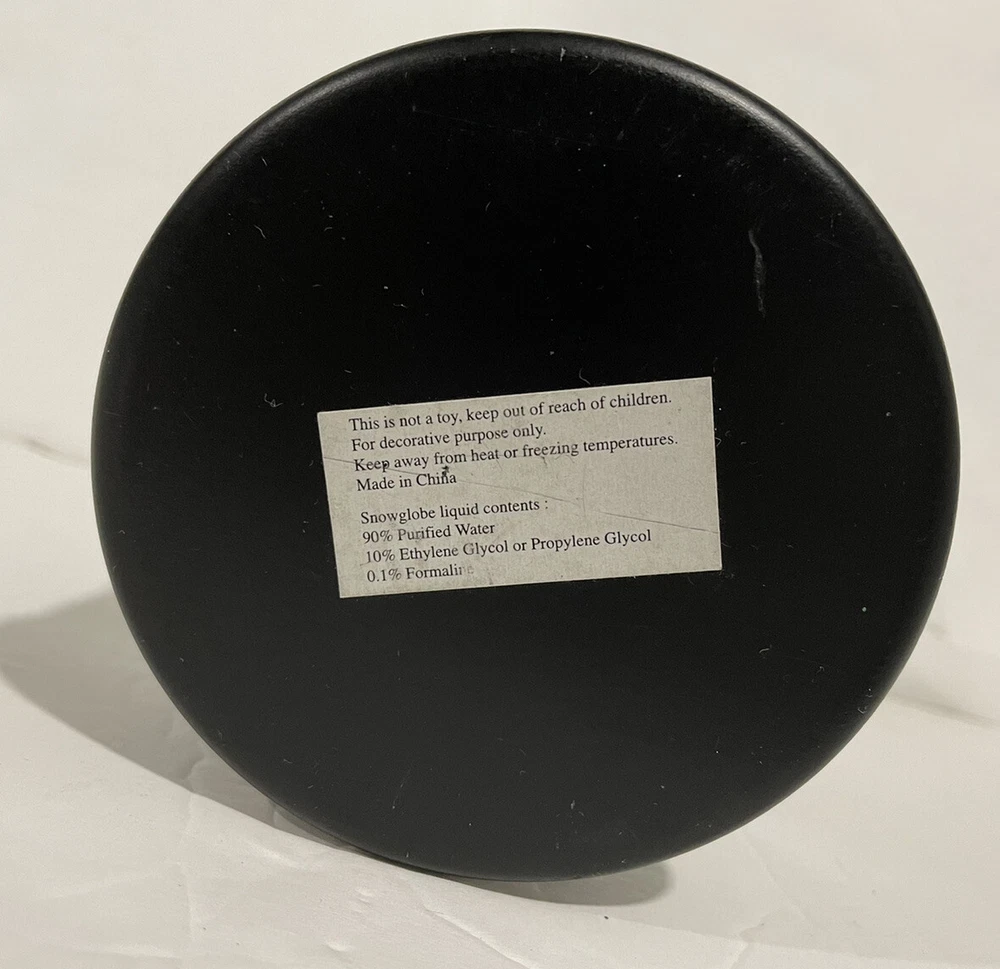 This is not a toy, keep out of reach of children.
For decorative purpose only.
Keep away from heat or freezing temperatures.
Made in China
Snowglobe liquid contents :
90% Purified Water
10% Ethylene Glycol or Propylene Glycol
0.1% Formaline